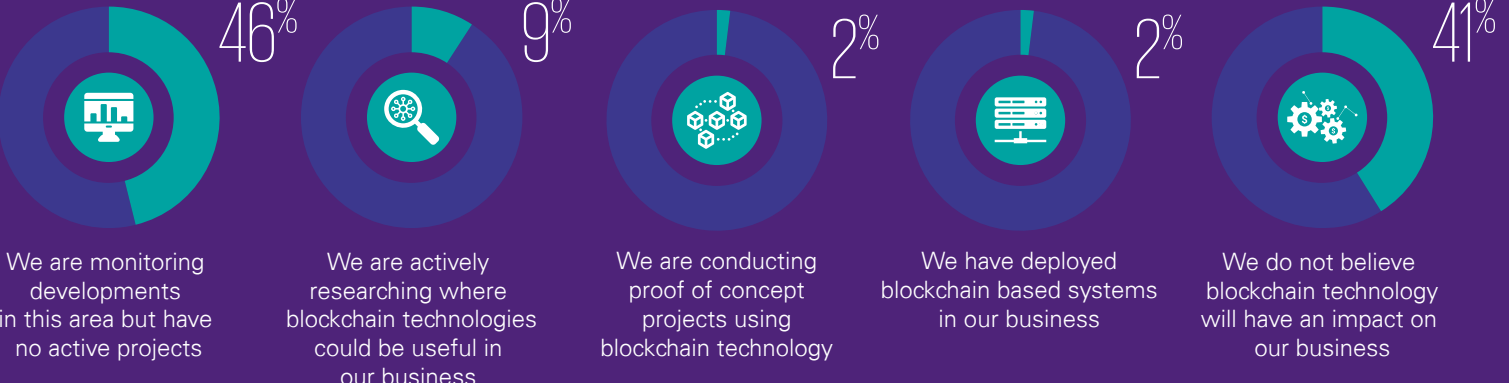 46%
We are monitoring
developments
in this area but have
no active projects
9%
We are actively
researching where
blockchain technologies
could be useful in
our business
2%
We are conducting
proof of concept
projects using
blockchain technology
2%
We have deployed
blockchain based systems
in our business
41%
We do not believe
blockchain technology
will have an impact on
our business